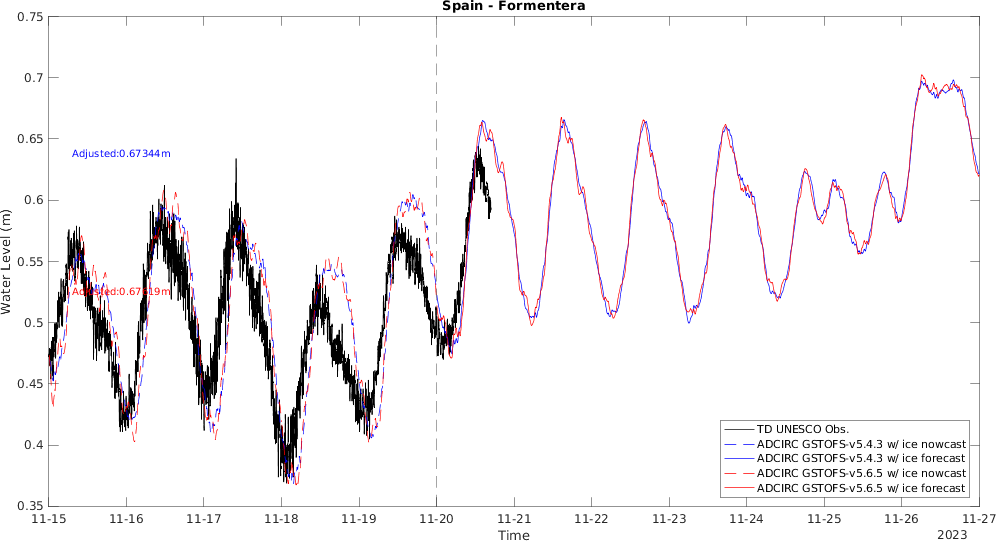 Spain - Formentera
0.75
0.7
0.65
0.6
0.55
0.5
0.45
0.4
0.35
Water Level (m)
Adjusted:0.67344m
TD UNESCO Obs.
ADCIRC GSTOFS-v5.4.3 w/ ice nowcast
ADCIRC GSTOFS-v5.4.3 w/ ice forecast
ADCIRC GSTOFS-v5.6.5 w/ ice nowcast
ADCIRC GSTOFS-v5.6.5 w/ ice forecast
11-15 11-16 11-17 11-18 11-19 11-20 11-21 11-22 11-23 11-24 11-25 11-26 11-27
Time
2023